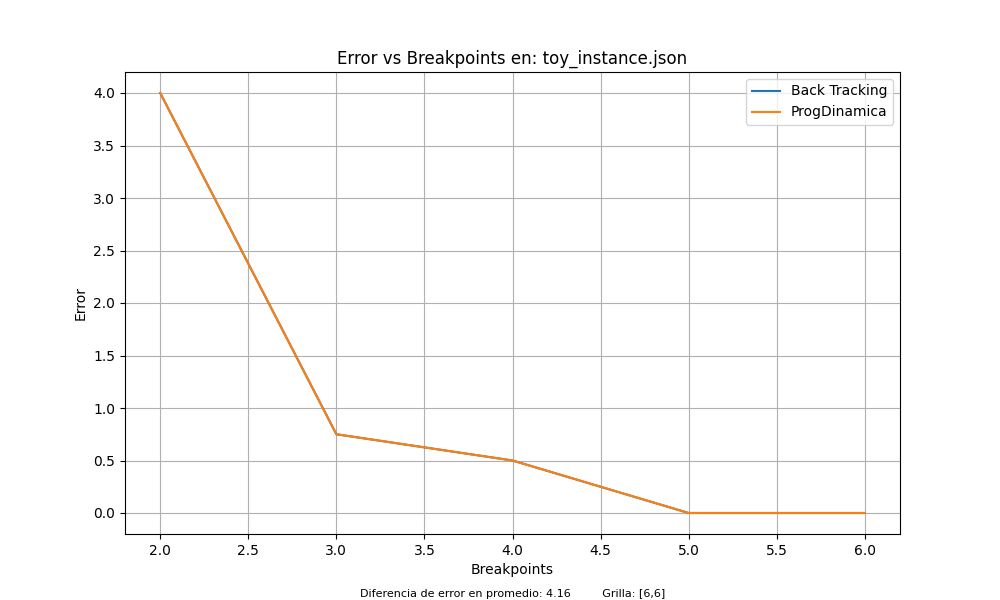 Error vs Breakpoints en: toy_instance.json
Back Tracking
ProgDinamica
4.0
3.5
3.0
2.5
2.0
1.5
1.0
0.5
0.0
Error
2.0 2.5 3.0 3.5 4.0 4.5 5.0 5.5 6.0
Breakpoints
Diferencia de error en promedio: 4.16 Grilla: [6,6]